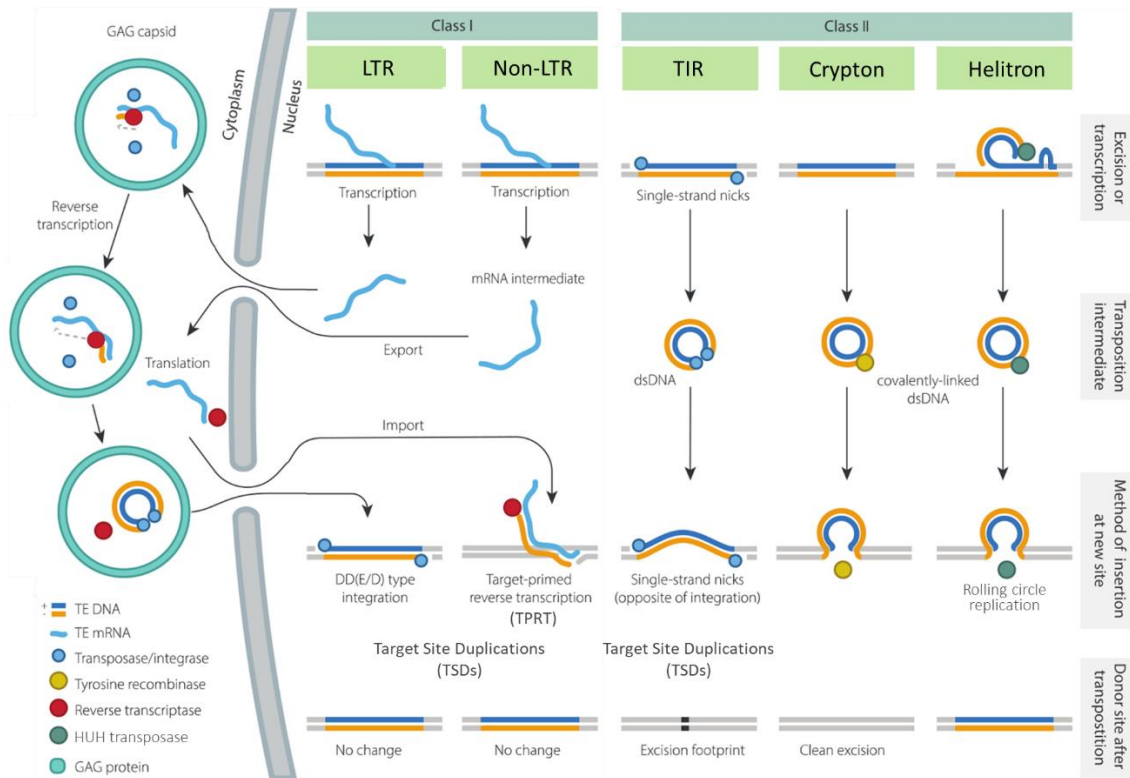 GAG capsid
Cytoplasm
Nucleus
Class I
Class II
LTR
Non-LTR
TIR
Crypton
Helitron
Transcription
Transcription
Single-strand nicks
Excision or
transcription
Reverse
transcription
mRNA intermediate
Export
Translation
dsDNA
covalently-linked
dsDNA
Transposition
intermediate
Import
DD(E/D) type
integration
Target-primed
reverse transcription
(TPRT)
Single-strand nicks
(opposite of integration)
Rolling circle
replication
Method of insertion
at new site
Target Site Duplications
(TSDs)
Target Site Duplications
(TSDs)
No change
No change
Excision footprint
Clean excision
Donor site after
transpostition
+
-
TE DNA
TE mRNA
Transposase/integrase
Tyrosine recombinase
Reverse transcriptase
HUH transposase
GAG protein